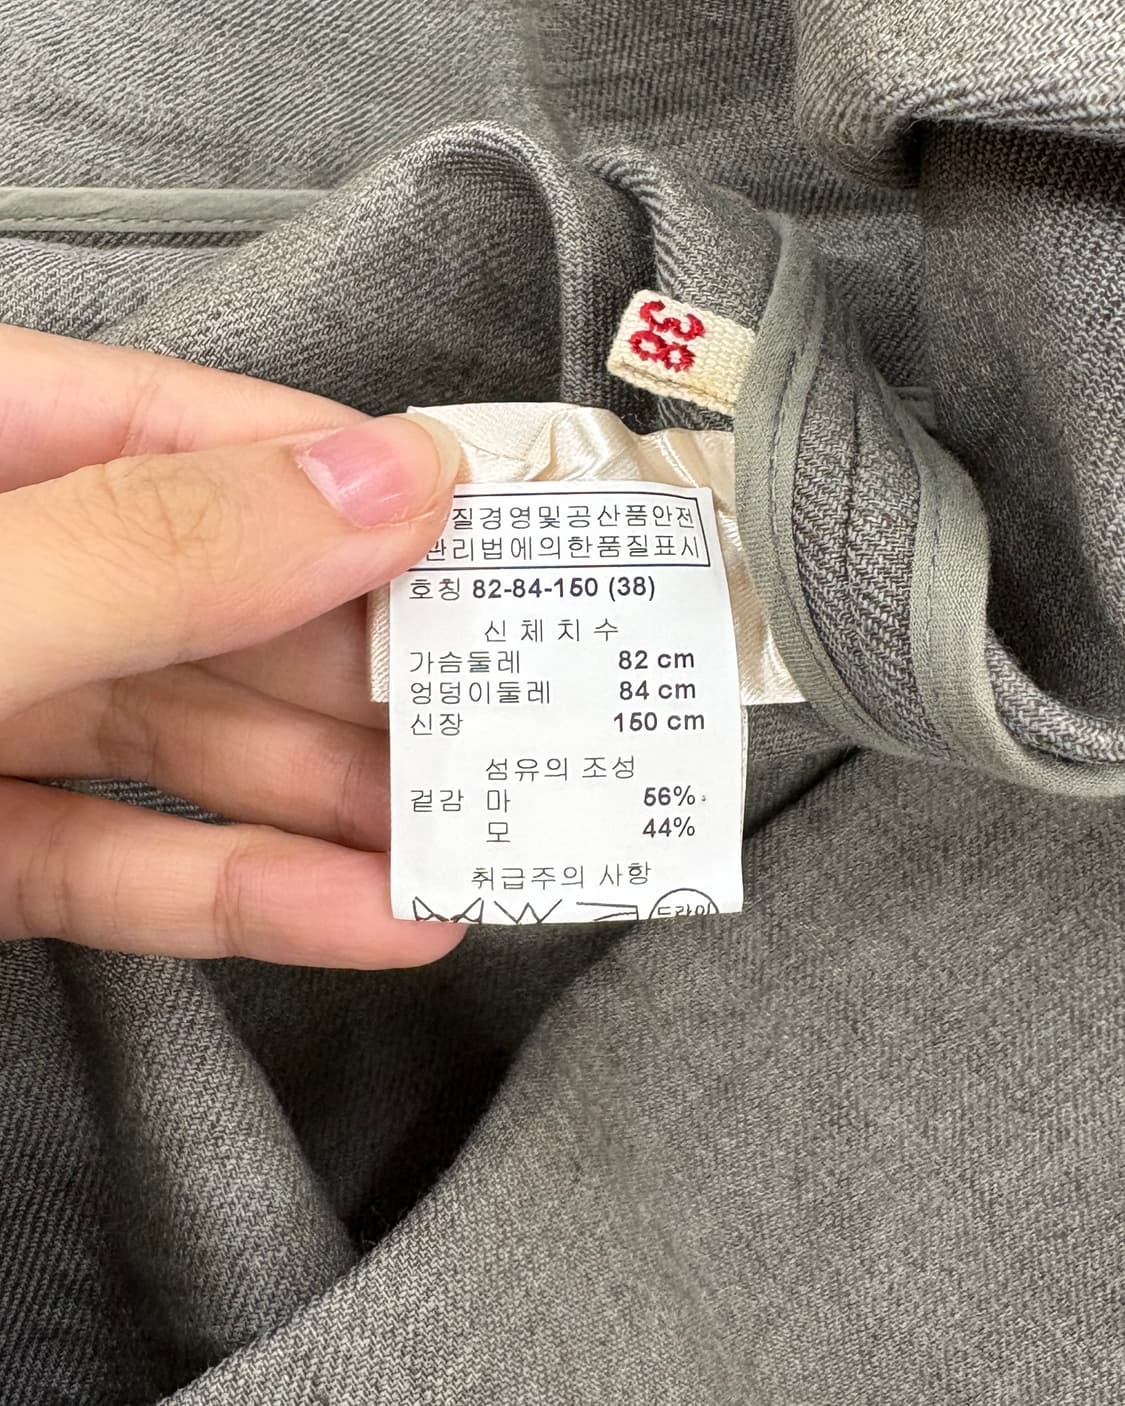 38
질경영및공산품안전
관리법에의한품질표시
호칭 82-84-150 (38)
신 체 치 수
가슴둘레 82 cm
엉덩이둘레 84 cm
신장 150 cm
섬유의 조성
겉감 마 56%
모 44%
취급주의 사항
드라이